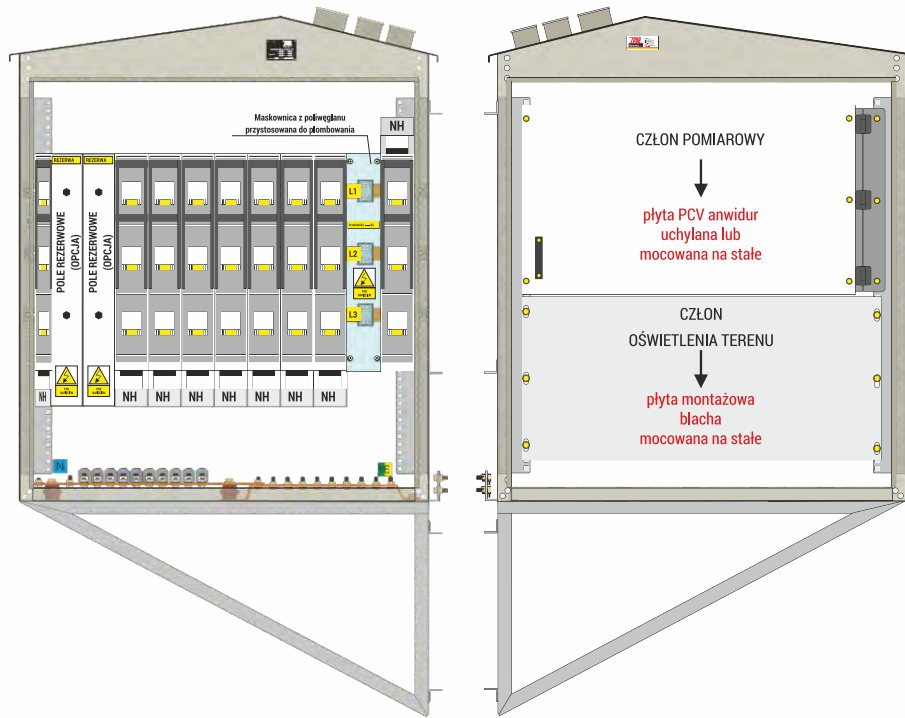 Maskownica z poliwęglanu
przystosowana do plombowania
NH
REZERWA
REZERWA
POLE REZERWOWE
(OPCJA)
POLE REZERWOWE
(OPCJA)
L1
L2
L3
NH
NH
NH
NH
NH
NH
NH
NH
N
CZŁON POMIAROWY
płyta PCV anwidur
uchylana lub
mocowana na stałe
CZŁON
OŚWIETLENIA TERENU
płyta montażowa
blacha
mocowana na stałe